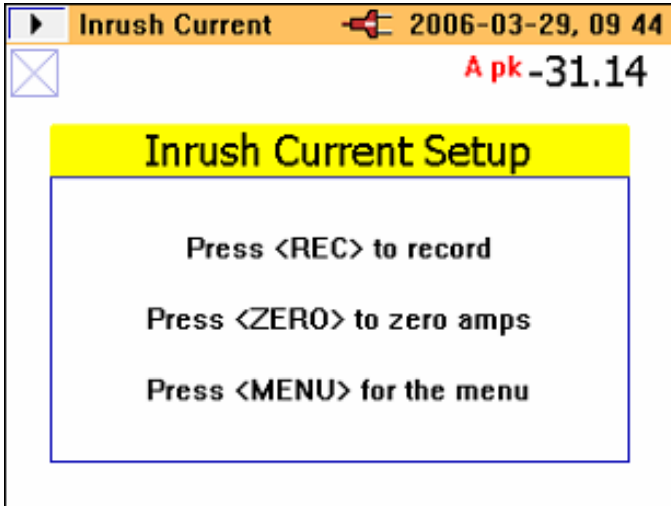 Inrush Current 2006-03-29, 09 44
A pk -31.14
Inrush Current Setup
Press <REC> to record
Press <ZERO> to zero amps
Press <MENU> for the menu